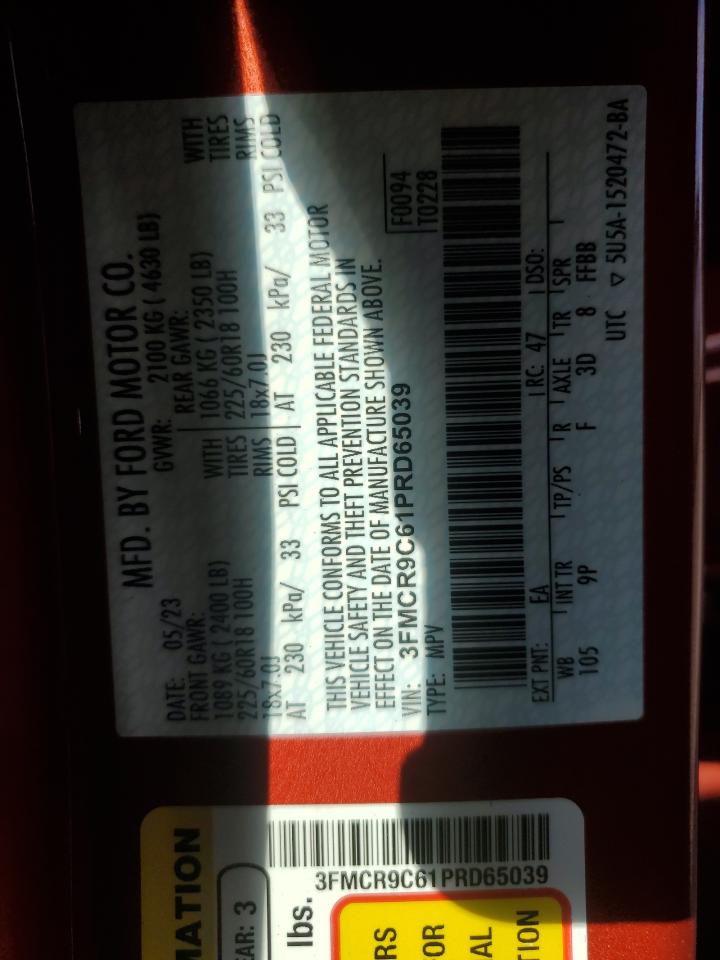 MFD. BY FORD MOTOR CO.
DATE: 05/23 GVWR: 2100 KG ( 4630 LB)
FRONT GAWR: REAR GAWR: WITH
1089 KG ( 2400 LB) WITH 1066 KG ( 2350 LB) TIRES
225/60R18 100H TIRES 225/60R18 100H RIMS
18x7.0J RIMS 18x7.0J
AT 230 kPa/ 33 PSI COLD AT 230 kPa/ 33 PSI COLD
THIS VEHICLE CONFORMS TO ALL APPLICABLE FEDERAL MOTOR
VEHICLE SAFETY AND THEFT PREVENTION STANDARDS IN
EFFECT ON THE DATE OF MANUFACTURE SHOWN ABOVE.
VIN: 3FMCR9C61PRD65039 F0094
TYPE: MPV T0228
EXT PNT: EA RC: 47 DSO:
WB INT TR TP/PS R AXLE TR SPR
105 9P F 3D 8 FFBB
UTC ▽ 5U5A-1520472-BA
MATION
AR: 3
lbs.
3FMCR9C61PRD65039
RS
OR
AL
TION